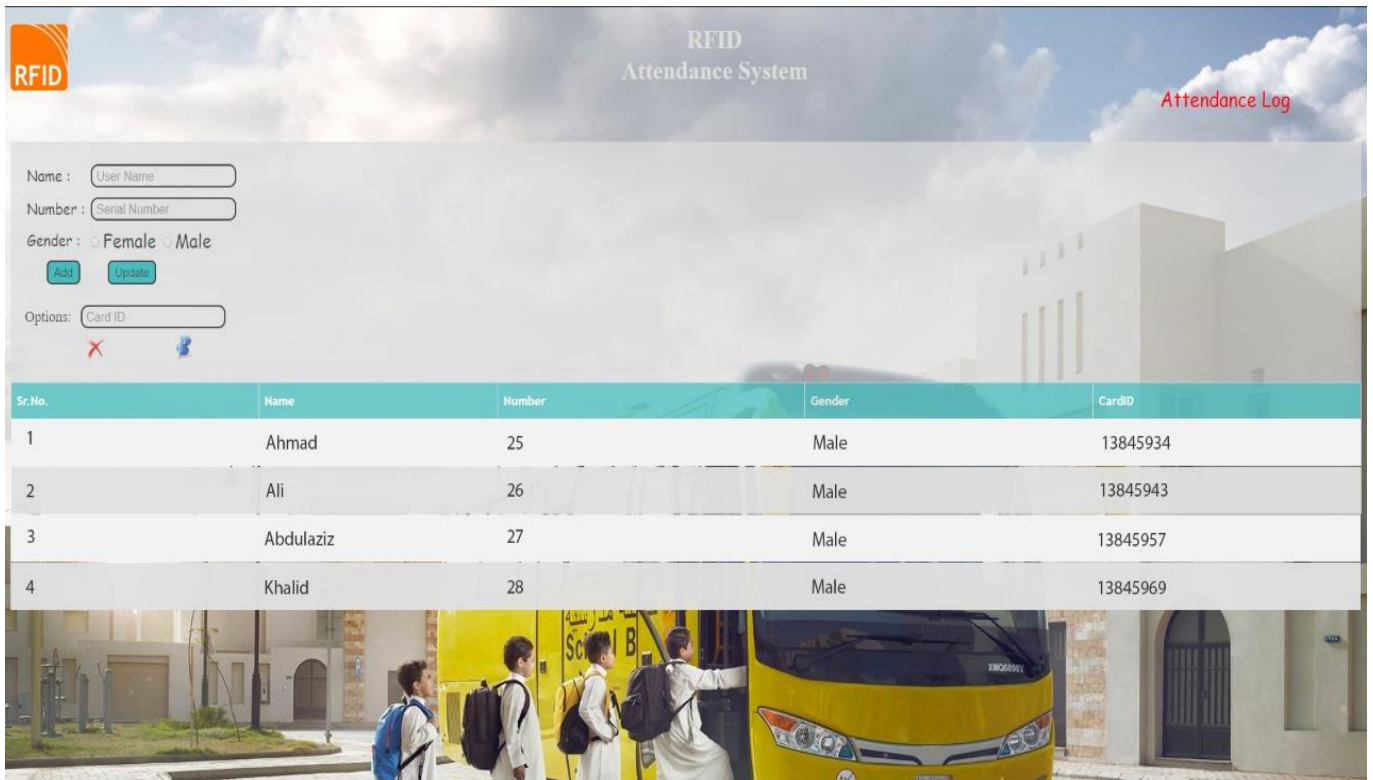 RFID
RFID
Attendance System
Attendance Log
Name : User Name
Number : Serial Number
Gender : Female Male
Add Update
Options: Card ID
Sr.No. Name Number Gender CardID
1 Ahmad 25 Male 13845934
2 Ali 26 Male 13845943
3 Abdulaziz 27 Male 13845957
4 Khalid 28 Male 13845969